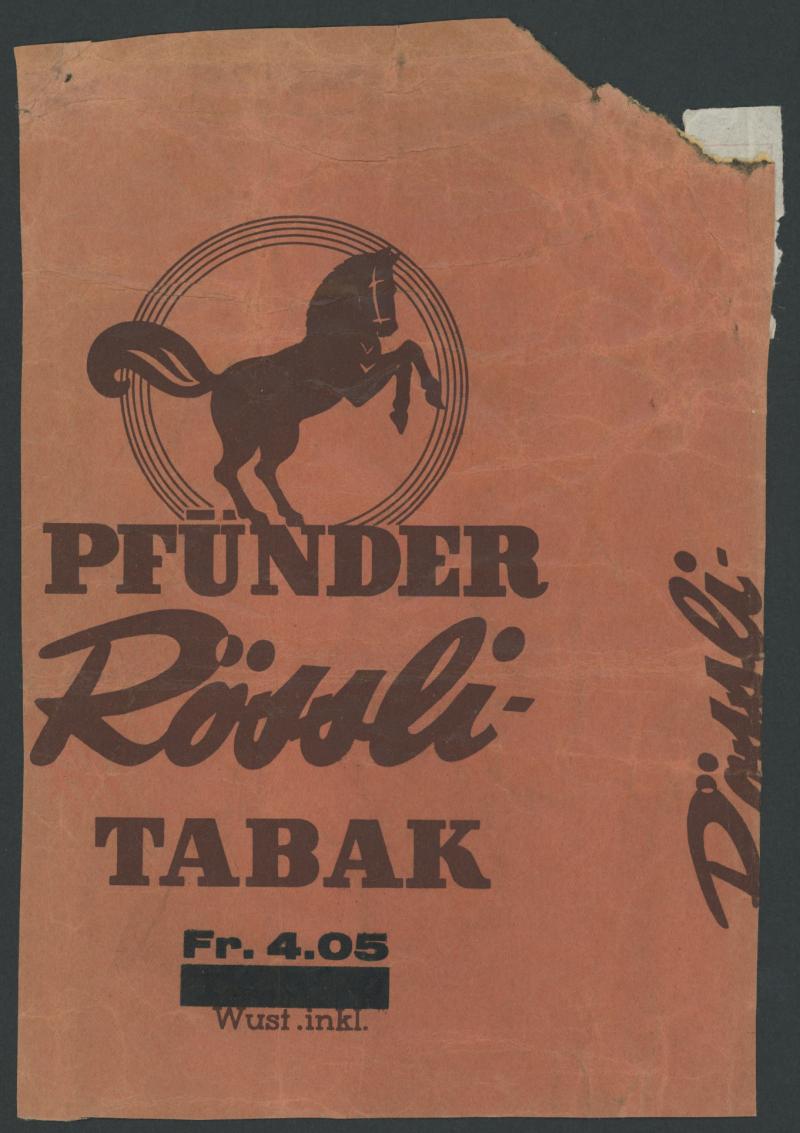 PFÜNDER
Rössli-
TABAK
Fr. 4.05
Wust.inkl.
Rössli-